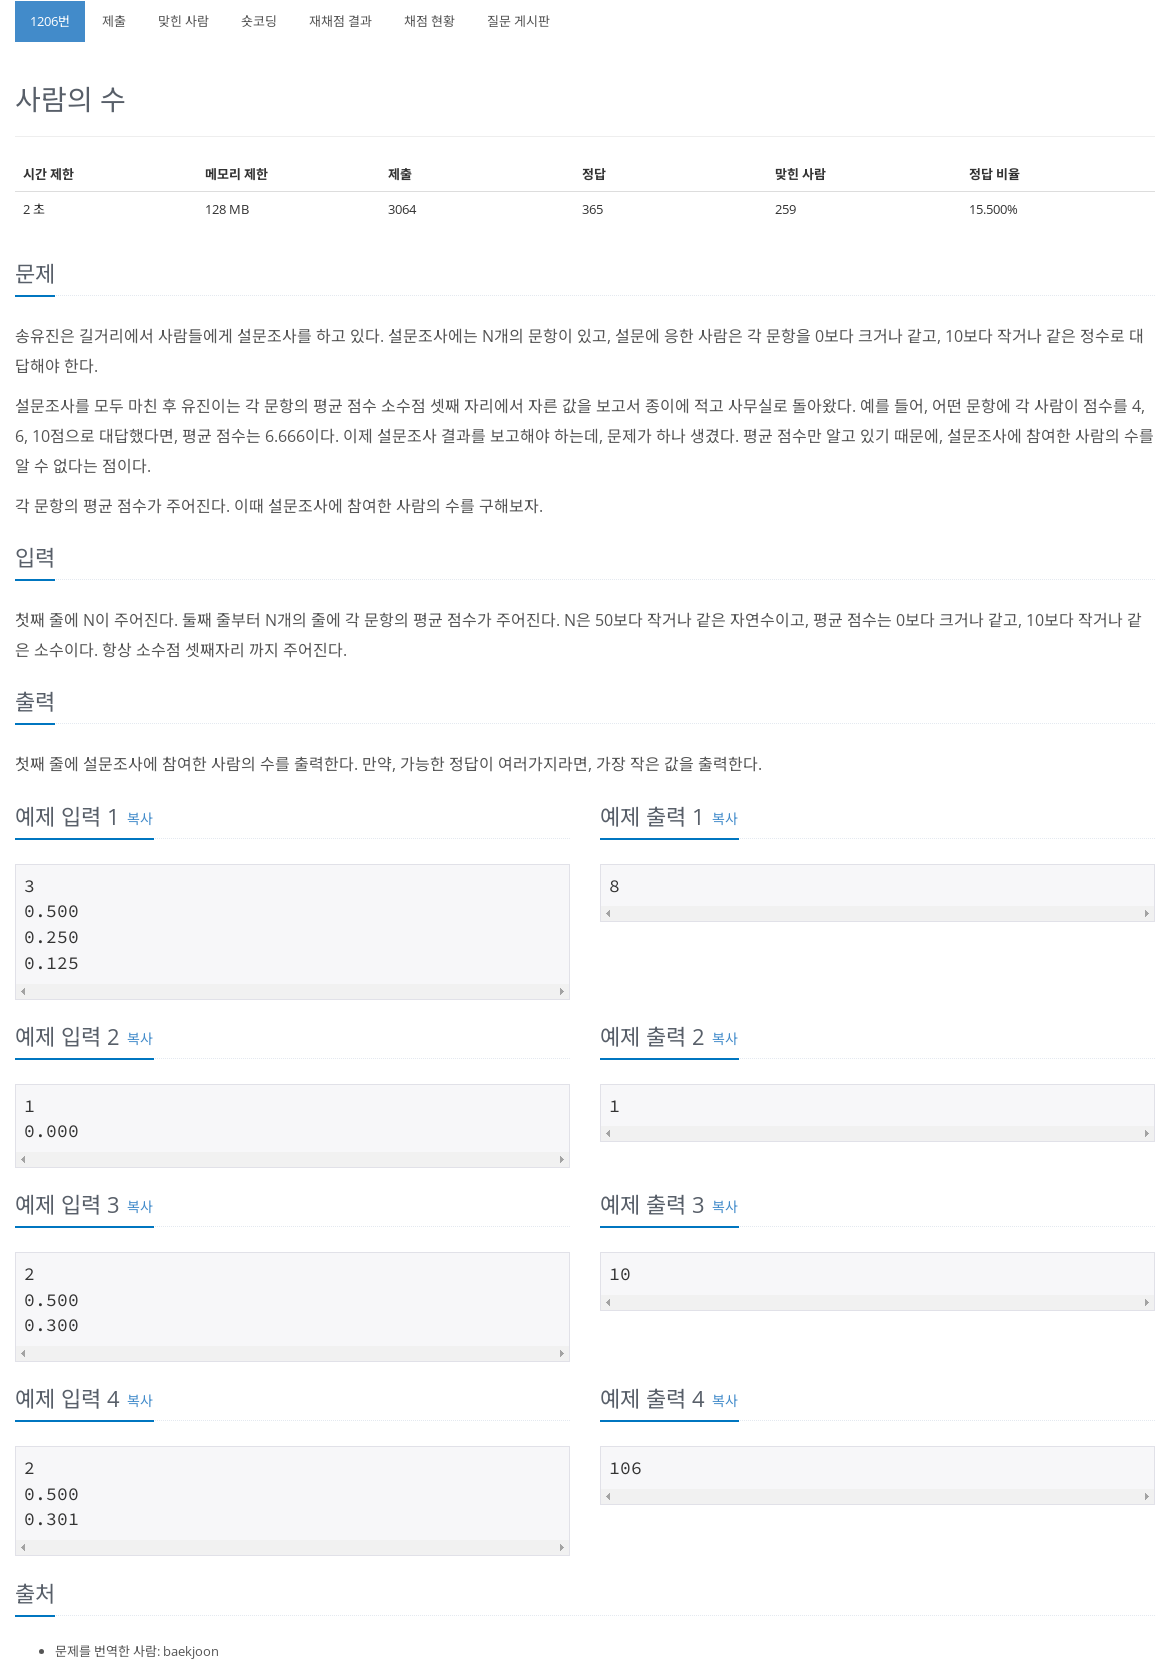 1206번 제출 맞힌 사람 숏코딩 재채점 결과 채점 현황 질문 게시판
사람의 수
시간 제한 메모리 제한 제출 정답 맞힌 사람 정답 비율
2 초 128 MB 3064 365 259 15.500%
문제
송유진은 길거리에서 사람들에게 설문조사를 하고 있다. 설문조사에는 N개의 문항이 있고, 설문에 응한 사람은 각 문항을 0보다 크거나 같고, 10보다 작거나 같은 정수로 대
답해야 한다.
설문조사를 모두 마친 후 유진이는 각 문항의 평균 점수 소수점 셋째 자리에서 자른 값을 보고서 종이에 적고 사무실로 돌아왔다. 예를 들어, 어떤 문항에 각 사람이 점수를 4,
6, 10점으로 대답했다면, 평균 점수는 6.666이다. 이제 설문조사 결과를 보고해야 하는데, 문제가 하나 생겼다. 평균 점수만 알고 있기 때문에, 설문조사에 참여한 사람의 수를
알 수 없다는 점이다.
각 문항의 평균 점수가 주어진다. 이때 설문조사에 참여한 사람의 수를 구해보자.
입력
첫째 줄에 N이 주어진다. 둘째 줄부터 N개의 줄에 각 문항의 평균 점수가 주어진다. N은 50보다 작거나 같은 자연수이고, 평균 점수는 0보다 크거나 같고, 10보다 작거나 같
은 소수이다. 항상 소수점 셋째자리 까지 주어진다.
출력
첫째 줄에 설문조사에 참여한 사람의 수를 출력한다. 만약, 가능한 정답이 여러가지라면, 가장 작은 값을 출력한다.
예제 입력 1 복사
3
0.500
0.250
0.125
예제 출력 1 복사
8
예제 입력 2 복사
1
0.000
예제 출력 2 복사
1
예제 입력 3 복사
2
0.500
0.300
예제 출력 3 복사
10
예제 입력 4 복사
2
0.500
0.301
예제 출력 4 복사
106
출처
문제를 번역한 사람: baekjoon